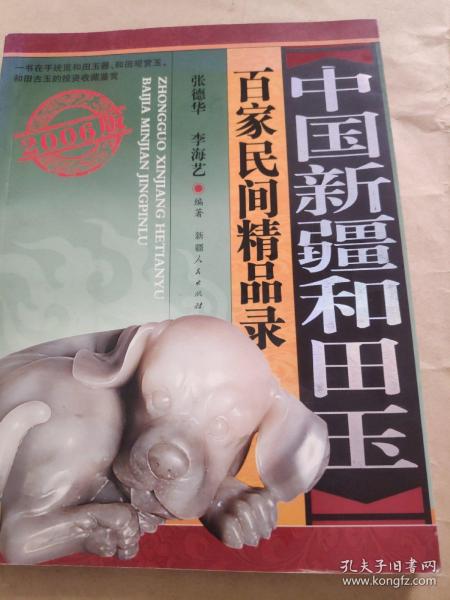 一书在手统览和田玉器、和田观赏玉、
和田古玉的投资收藏鉴赏
2006版
中国新疆和田玉
百家民间精品录
张德华 李海艺 编著
新疆人民出版社
ZHONGGUO XINJIANG HETIANYU
BAIJIA MINJIAN JINGPINLU
孔夫子旧书网
www.kongfz.com